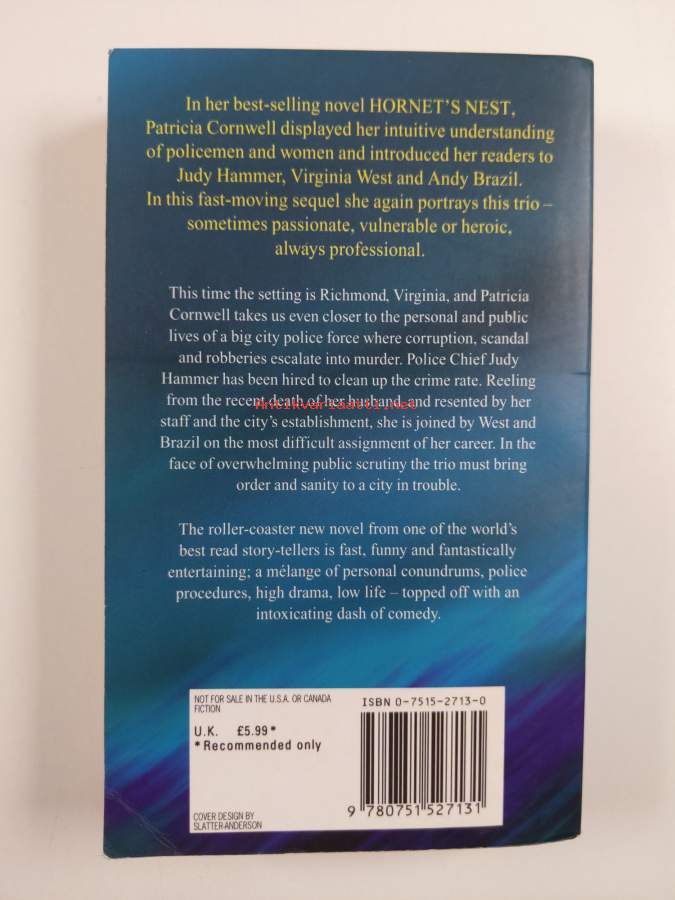 In her best-selling novel HORNET'S NEST,
Patricia Cornwell displayed her intuitive understanding
of policemen and women and introduced her readers to
Judy Hammer, Virginia West and Andy Brazil.
In this fast-moving sequel she again portrays this trio –
sometimes passionate, vulnerable or heroic,
always professional.
This time the setting is Richmond, Virginia, and Patricia
Cornwell takes us even closer to the personal and public
lives of a big city police force where corruption, scandal
and robberies escalate into murder. Police Chief Judy
Hammer has been hired to clean up the crime rate. Reeling
from the recent death of her husband and resented by her
Antikvariaatti.net
staff and the city's establishment, she is joined by West and
Brazil on the most difficult assignment of her career. In the
face of overwhelming public scrutiny the trio must bring
order and sanity to a city in trouble.
The roller-coaster new novel from one of the world's
best read story-tellers is fast, funny and fantastically
entertaining; a mélange of personal conundrums, police
procedures, high drama, low life – topped off with an
intoxicating dash of comedy.
NOT FOR SALE IN THE U.S.A. OR CANADA
FICTION
U.K. £5.99*
*Recommended only
COVER DESIGN BY
SLATTER-ANDERSON
ISBN 0-7515-2713-0
9 780751 527131